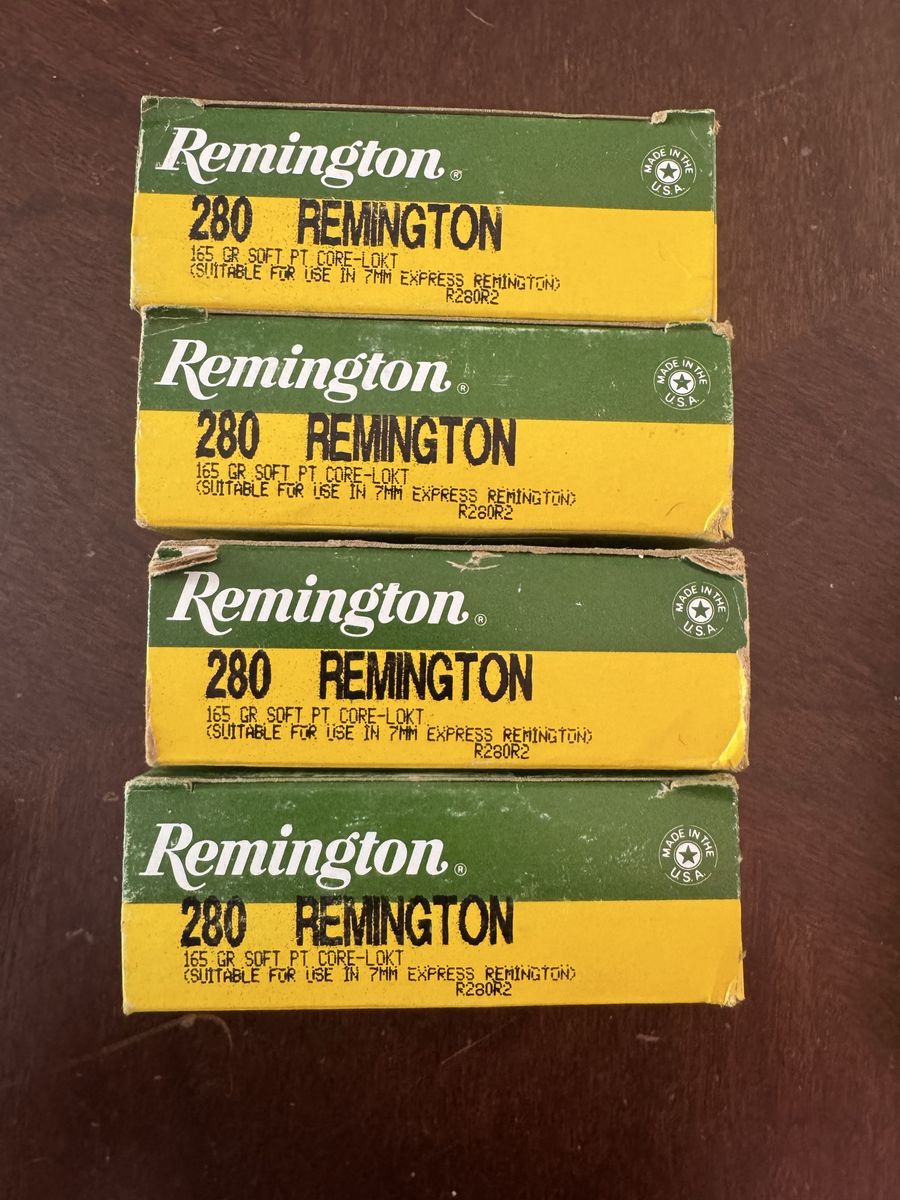 Remington®
MADE IN THE U.S.A.
280 REMINGTON
165 GR SOFT PT CORE-LOKT
(SUITABLE FOR USE IN 7MM EXPRESS REMINGTON)
R280R2
Remington®
MADE IN THE U.S.A.
280 REMINGTON
165 GR SOFT PT CORE-LOKT
(SUITABLE FOR USE IN 7MM EXPRESS REMINGTON)
R280R2
Remington®
MADE IN THE U.S.A.
280 REMINGTON
165 GR SOFT PT CORE-LOKT
(SUITABLE FOR USE IN 7MM EXPRESS REMINGTON)
R280R2
Remington®
MADE IN THE U.S.A.
280 REMINGTON
165 GR SOFT PT CORE-LOKT
(SUITABLE FOR USE IN 7MM EXPRESS REMINGTON)
R280R2